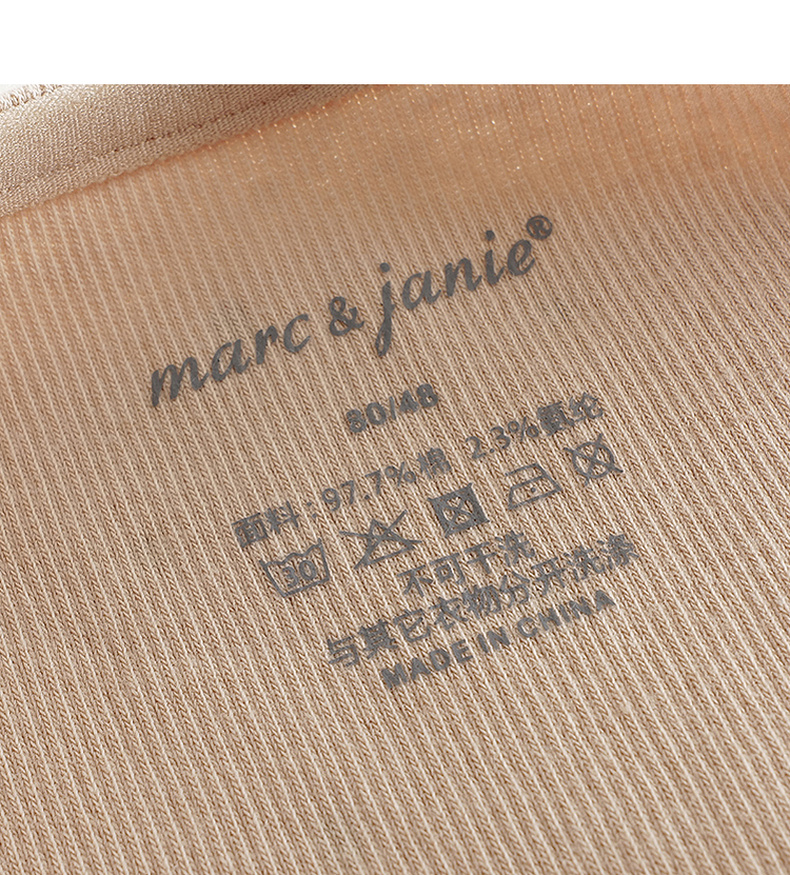 marc & janie®
80/48
面料：97.7%棉 2.3%氨纶
30
不可干洗
与其它衣物分开洗涤
MADE IN CHINA